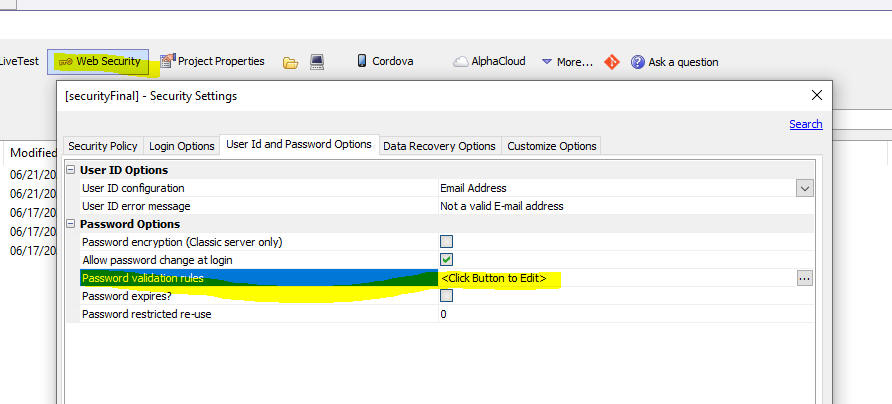 LiveTest Web Security Project Properties Cordova AlphaCloud More... Ask a question
[securityFinal] - Security Settings
Search
Security Policy Login Options User Id and Password Options Data Recovery Options Customize Options
Modified
User ID Options
06/21/20 User ID configuration Email Address
06/21/20 User ID error message Not a valid E-mail address
06/17/20 Password Options
06/17/20 Password encryption (Classic server only)
06/17/20 Allow password change at login
Password validation rules <Click Button to Edit> ...
Password expires?
Password restricted re-use 0